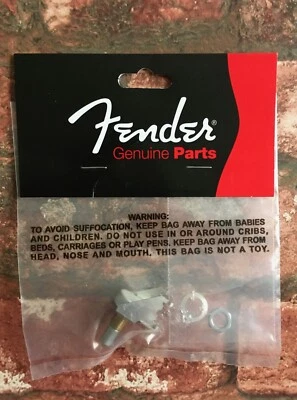 Fender®
Genuine Parts
WARNING:
TO AVOID SUFFOCATION, KEEP BAG AWAY FROM BABIES
AND CHILDREN. DO NOT USE IN OR AROUND CRIBS,
BEDS, CARRIAGES OR PLAY PENS. KEEP BAG AWAY FROM
HEAD, NOSE AND MOUTH. THIS BAG IS NOT A TOY.